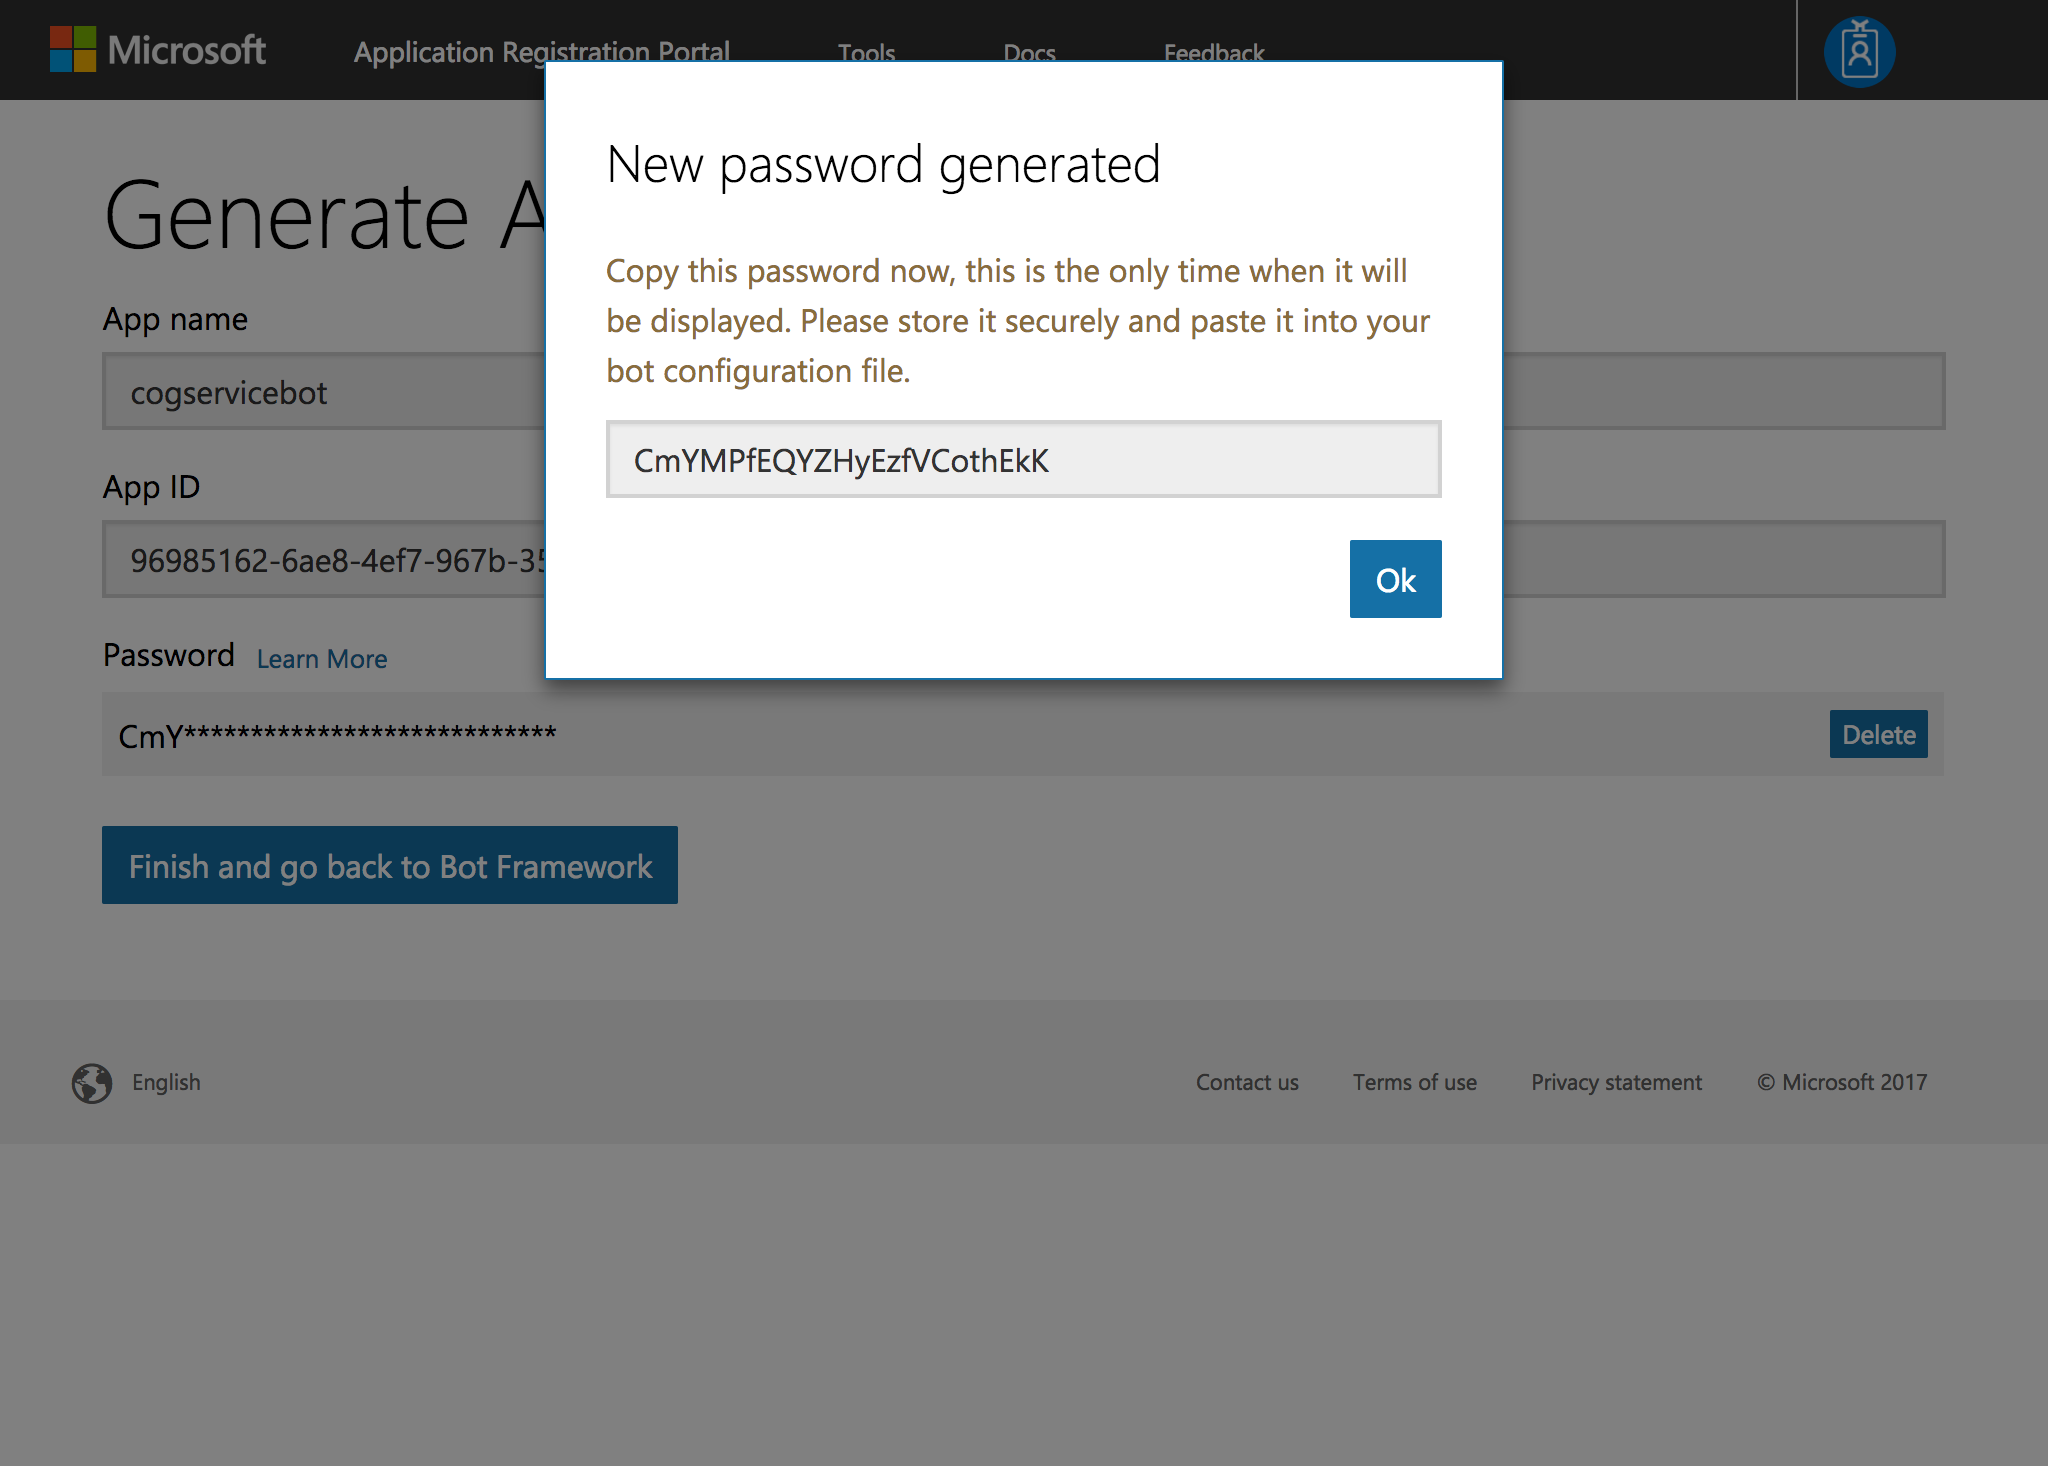 Microsoft
Application Registration Portal
Tools
Docs
Feedback
New password generated
Copy this password now, this is the only time when it will
be displayed. Please store it securely and paste it into your
bot configuration file.
CmYMPfEQYZHyEzfVCothEkK
Ok
Generate A
App name
cogservicebot
App ID
96985162-6ae8-4ef7-967b-35
Password Learn More
CmY****************************
Delete
Finish and go back to Bot Framework
English
Contact us
Terms of use
Privacy statement
© Microsoft 2017